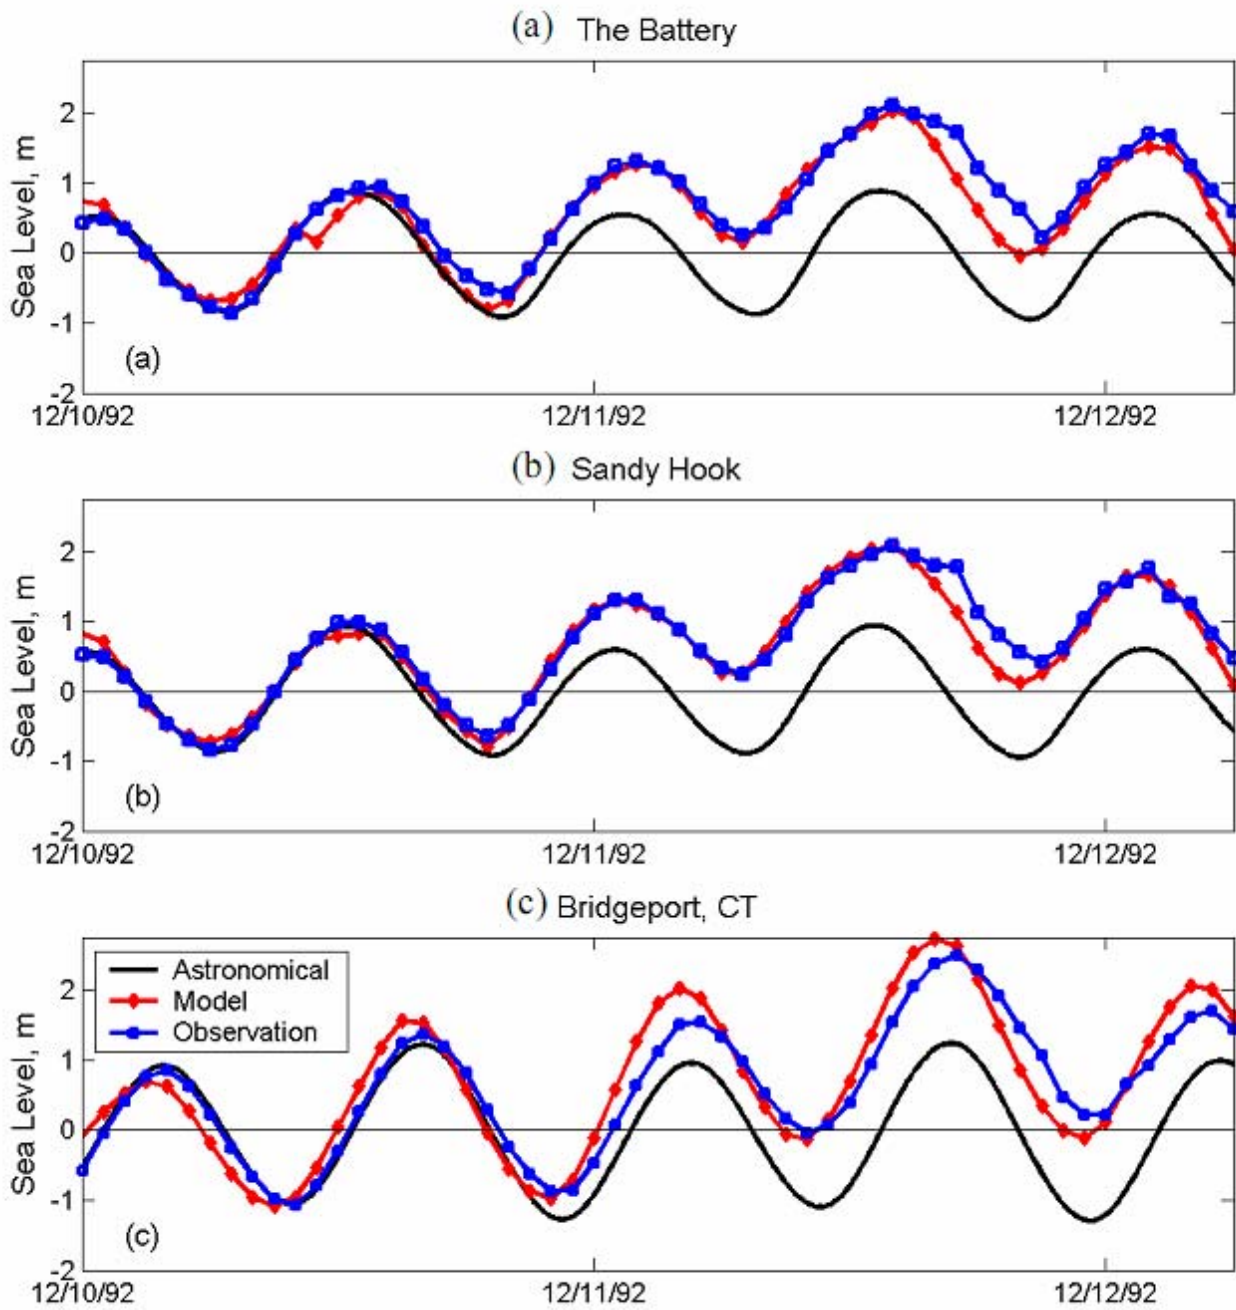 (a) The Battery
Sea Level, m
2
1
0
-1
-2
(a)
12/10/92 12/11/92 12/12/92
(b) Sandy Hook
Sea Level, m
2
1
0
-1
-2
(b)
12/10/92 12/11/92 12/12/92
(c) Bridgeport, CT
Sea Level, m
2
1
0
-1
-2
Astronomical
Model
Observation
(c)
12/10/92 12/11/92 12/12/92